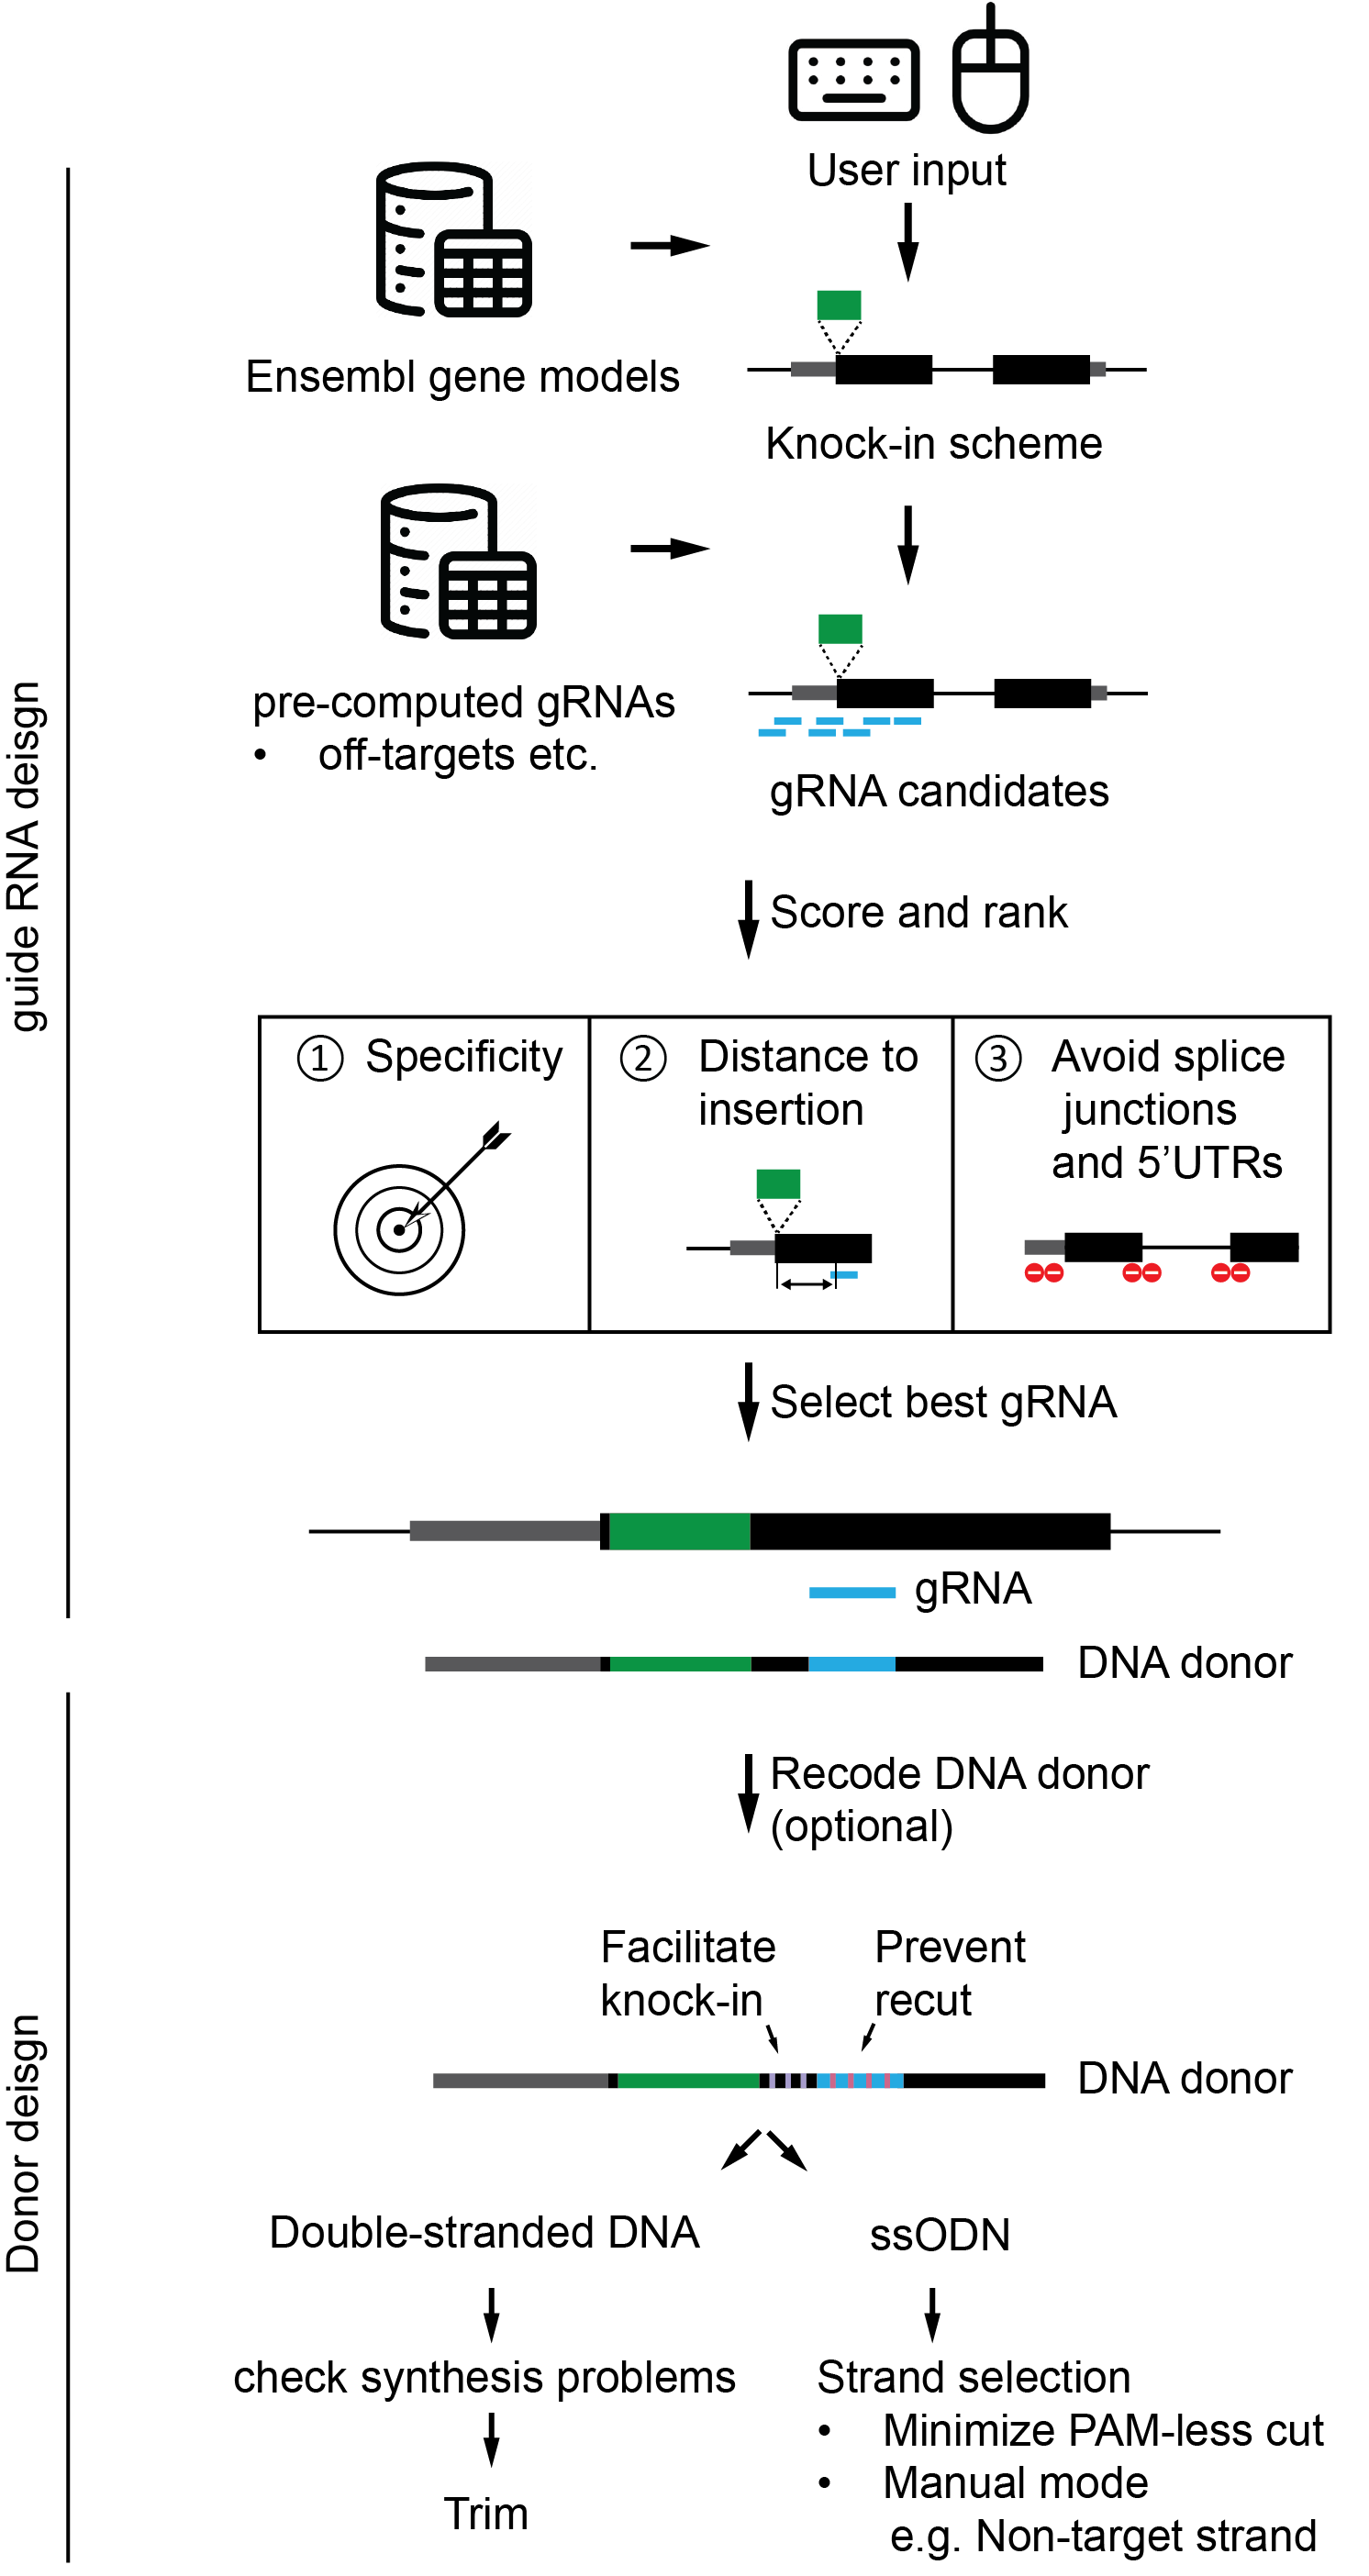 User input
Ensembl gene models
Knock-in scheme
pre-computed gRNAs
• off-targets etc.
gRNA candidates
guide RNA deisgn
Score and rank
① Specificity
② Distance to
insertion
③ Avoid splice
junctions
and 5’UTRs
Select best gRNA
gRNA
DNA donor
Donor deisgn
Recode DNA donor
(optional)
Facilitate
knock-in
Prevent
recut
DNA donor
Double-stranded DNA
check synthesis problems
Trim
ssODN
Strand selection
• Minimize PAM-less cut
• Manual mode
e.g. Non-target strand